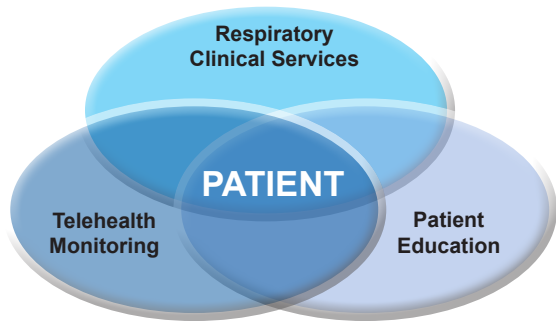 Respiratory
Clinical Services
PATIENT
Telehealth
Monitoring
Patient
Education